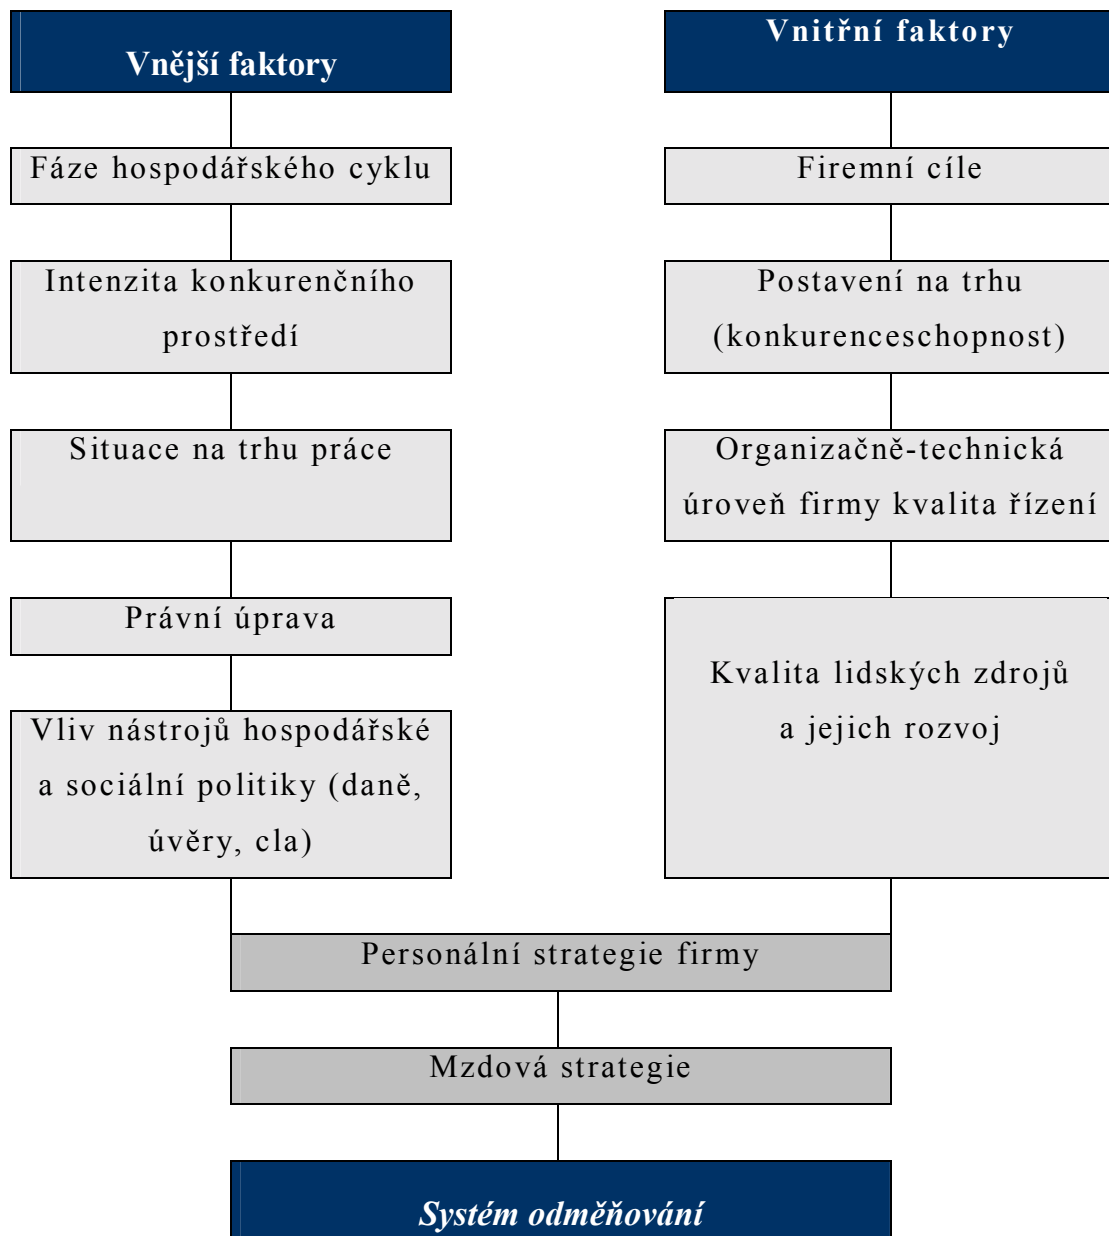 Vnější faktory
Fáze hospodářského cyklu
Intenzita konkurenčního
prostředí
Situace na trhu práce
Právní úprava
Vliv nástrojů hospodářské
a sociální politiky (daně,
úvěry, cla)
Vnitřní faktory
Firemní cíle
Postavení na trhu
(konkurenceschopnost)
Organizačně-technická
úroveň firmy kvalita řízení
Kvalita lidských zdrojů
a jejich rozvoj
Personální strategie firmy
Mzdová strategie
Systém odměňování